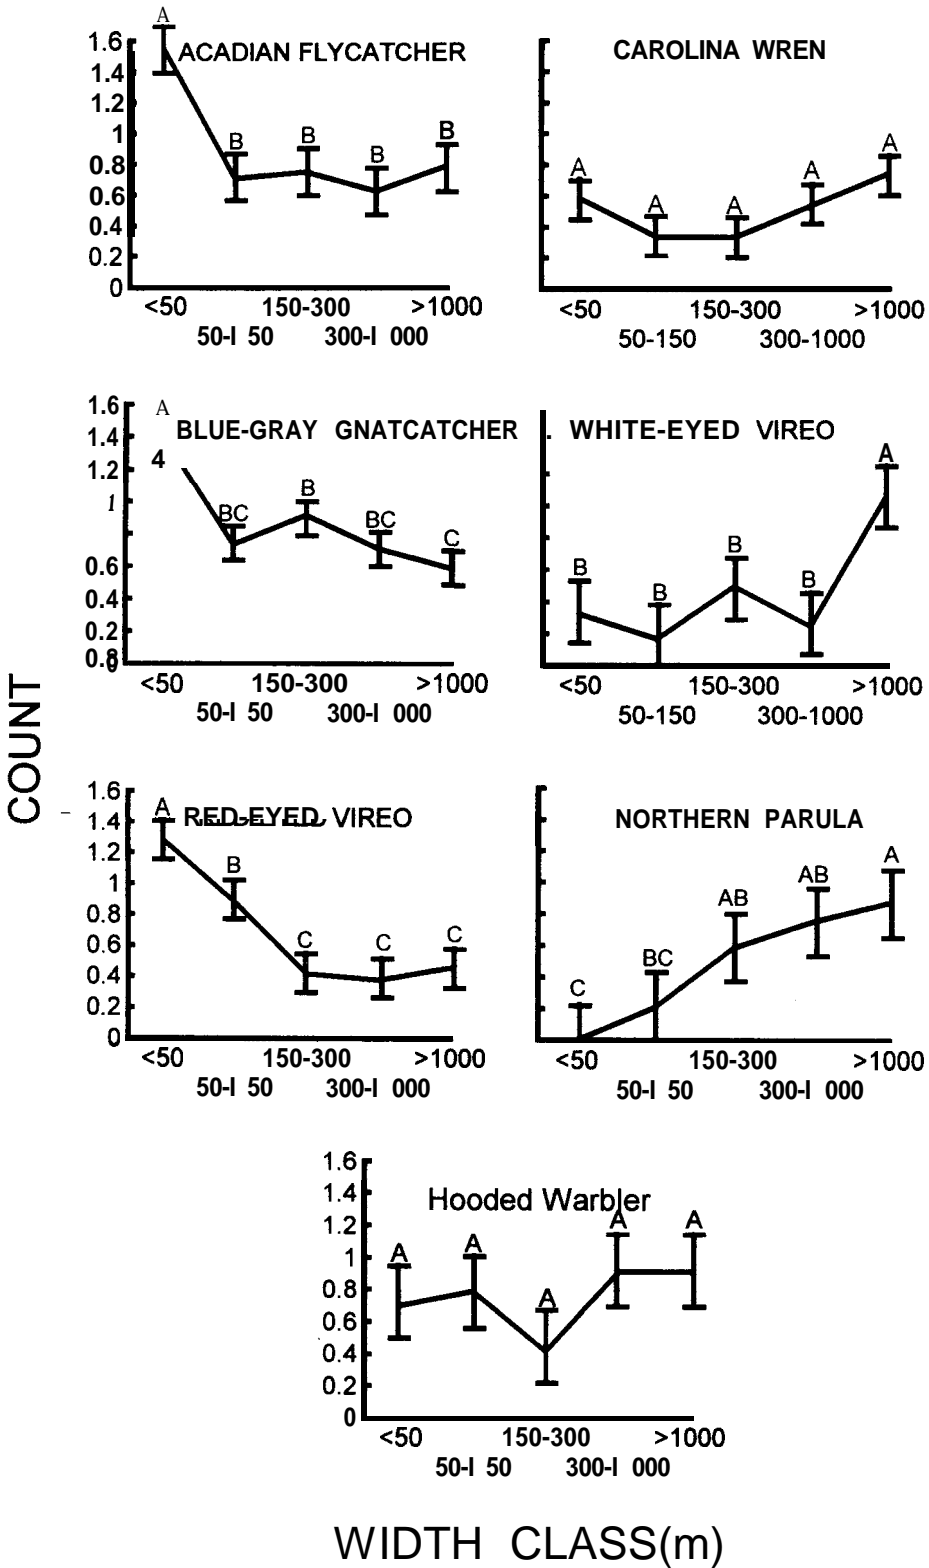 A
1.6 ACADIAN FLYCATCHER
1.4
1.2
1
0.8
0.6
0.4
0.2
0
B B B B
<50 150-300 >1000
50-I 50 300-I 000
CAROLINA WREN
A A A A A
<50 150-300 >1000
50-150 300-1000
1.6 A
1.4 BLUE-GRAY GNATCATCHER
1.2 4
1
0.6
0.4
0.2
0.8
0
BC B BC C
<50 150-300 >1000
50-I 50 300-I 000
WHITE-EYED VIREO
B B B B A
<50 150-300 >1000
50-150 300-1000
COUNT
1.6
1.4 A RED-EYED VIREO
1.2
1
0.8
0.6
0.4
0.2
0
B C C C
<50 150-300 >1000
50-I 50 300-I 000
NORTHERN PARULA
C BC AB AB A
<50 150-300 >1000
50-I 50 300-I 000
1.6
1.4 Hooded Warbler
1.2
1
0.8
0.6
0.4
0.2
0
A A A A A
<50 150-300 >1000
50-I 50 300-I 000
WIDTH CLASS(m)